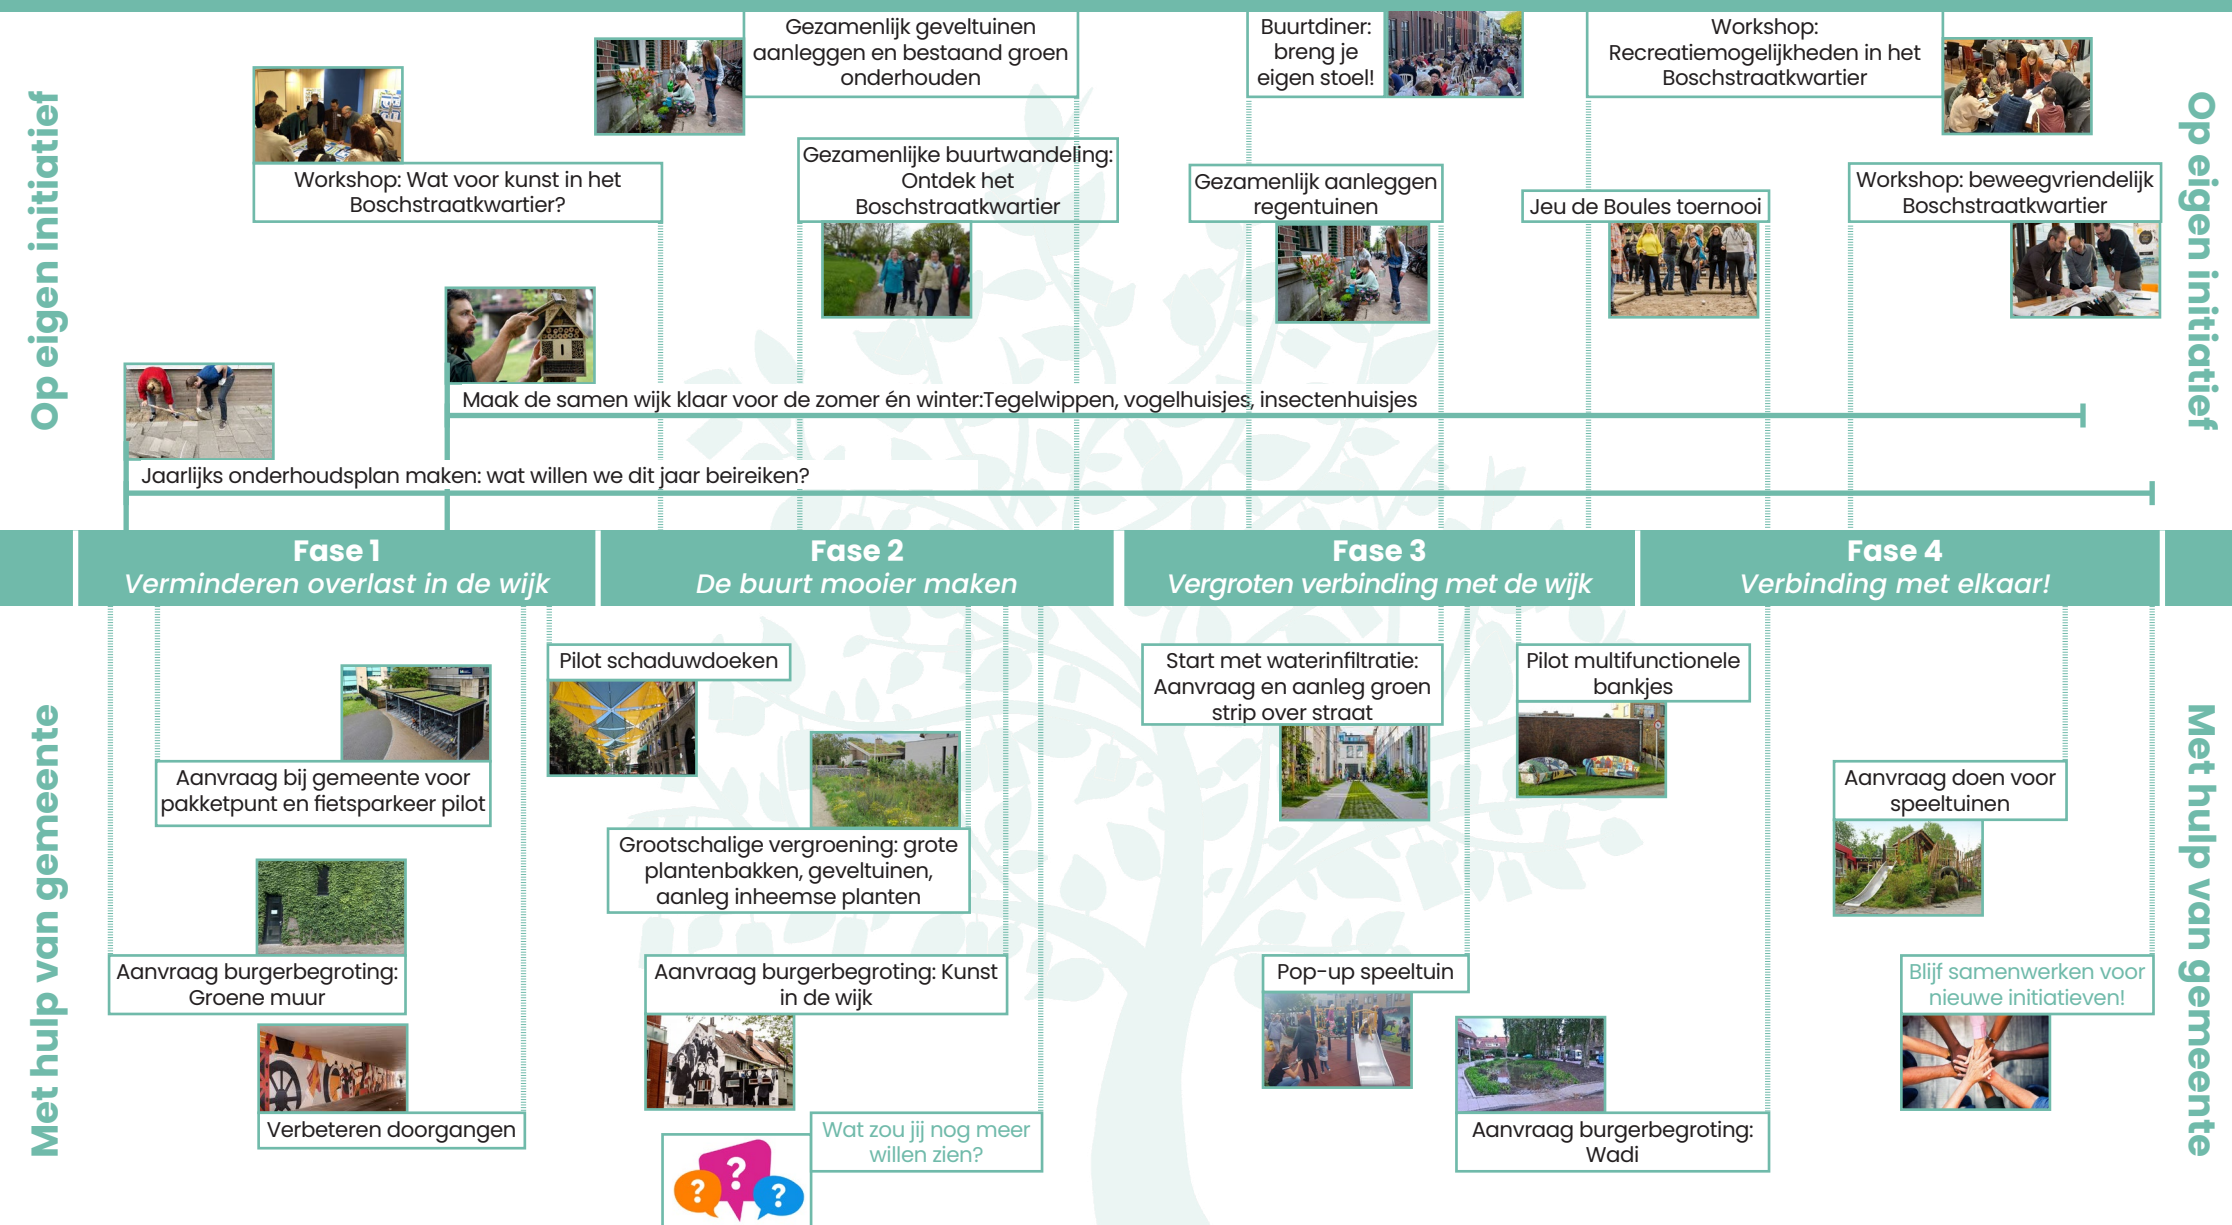 Op eigen initiatief
Gezamenlijk geveltuinen
aanleggen en bestaand groen
onderhouden
Buurtdiner:
breng je
eigen stoel!
Workshop:
Recreatiemogelijkheden in het
Boschstraatkwartier
Op eigen initiatief
Workshop: Wat voor kunst in het
Boschstraatkwartier?
Gezamenlijke buurtwandeling:
Ontdek het
Boschstraatkwartier
Gezamenlijk aanleggen
regentuinen
Jeu de Boules toernooi
Workshop: beweegvriendelijk
Boschstraatkwartier
Maak de samen wijk klaar voor de zomer én winter:Tegelwippen, vogelhuisjes, insectenhuisjes
Jaarlijks onderhoudsplan maken: wat willen we dit jaar beireiken?
Fase 1
Verminderen overlast in de wijk
Fase 2
De buurt mooier maken
Fase 3
Vergroten verbinding met de wijk
Fase 4
Verbinding met elkaar!
Met hulp van gemeente
Pilot schaduwdoeken
Start met waterinfiltratie:
Aanvraag en aanleg groen
strip over straat
Pilot multifunctionele
bankjes
Met hulp van gemeente
Aanvraag bij gemeente voor
pakketpunt en fietsparkeer pilot
Aanvraag doen voor
speeltuinen
Grootschalige vergroening: grote
plantenbakken, geveltuinen,
aanleg inheemse planten
Aanvraag burgerbegroting:
Groene muur
Aanvraag burgerbegroting: Kunst
in de wijk
Pop-up speeltuin
Blijf samenwerken voor
nieuwe initiatieven!
Verbeteren doorgangen
Wat zou jij nog meer
willen zien?
Aanvraag burgerbegroting:
Wadi
? ? ?